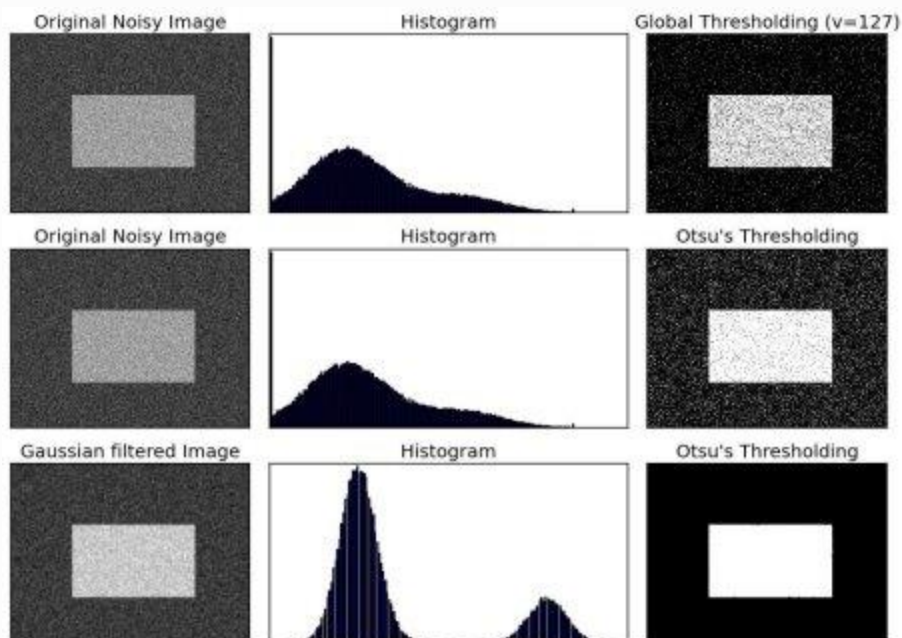 Original Noisy Image
Histogram
Global Thresholding (v=127)
Original Noisy Image
Histogram
Otsu's Thresholding
Gaussian filtered Image
Histogram
Otsu's Thresholding